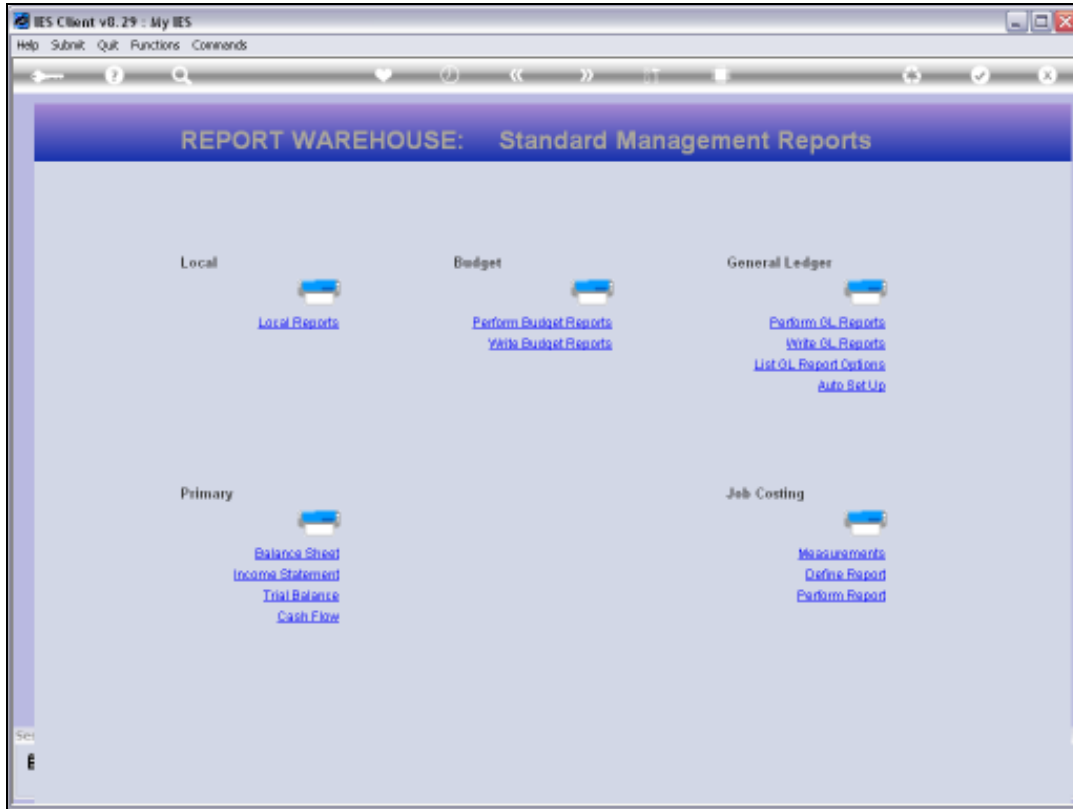 IES Client v8.29 : My IES
Help Submit Quit Functions Commands
REPORT WAREHOUSE: Standard Management Reports
Local
Local Reports
Budget
Perform Budget Reports
Write Budget Reports
General Ledger
Perform GL Reports
Write GL Reports
List GL Report Options
Auto Set Up
Primary
Balance Sheet
Income Statement
Trial Balance
Cash Flow
Job Costing
Measurements
Define Report
Perform Report